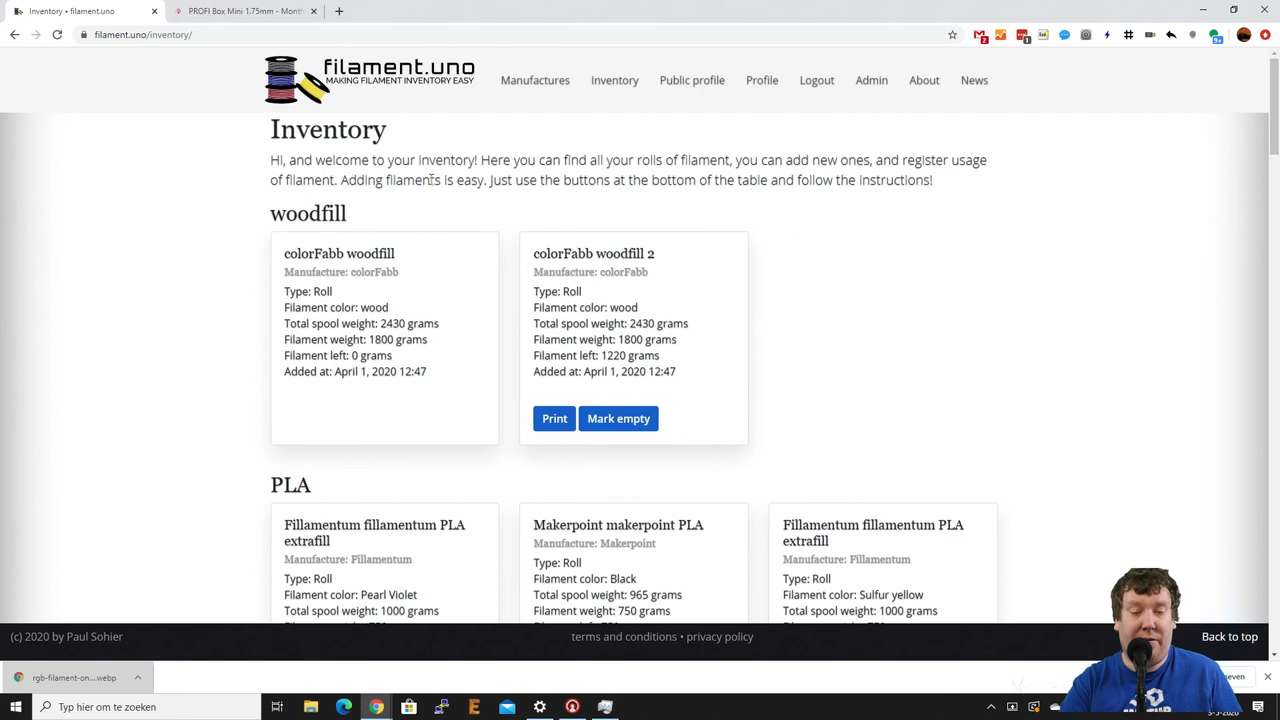 Inventory • filament.uno
PROFI Box Mini 1.75mm - Month
filament.uno/inventory/
filament.uno
MAKING FILAMENT INVENTORY EASY
Manufactures
Inventory
Public profile
Profile
Logout
Admin
About
News
Inventory
Hi, and welcome to your inventory! Here you can find all your rolls of filament, you can add new ones, and register usage
of filament. Adding filaments is easy. Just use the buttons at the bottom of the table and follow the instructions!
woodfill
colorFabb woodfill
Manufacture: colorFabb
Type: Roll
Filament color: wood
Total spool weight: 2430 grams
Filament weight: 1800 grams
Filament left: 0 grams
Added at: April 1, 2020 12:47
colorFabb woodfill 2
Manufacture: colorFabb
Type: Roll
Filament color: wood
Total spool weight: 2430 grams
Filament weight: 1800 grams
Filament left: 1220 grams
Added at: April 1, 2020 12:47
Print
Mark empty
PLA
Fillamentum fillamentum PLA
extrafill
Manufacture: Fillamentum
Type: Roll
Filament color: Pearl Violet
Total spool weight: 1000 grams
Makerpoint makerpoint PLA
Manufacture: Makerpoint
Type: Roll
Filament color: Black
Total spool weight: 965 grams
Filament weight: 750 grams
Fillamentum fillamentum PLA
extrafill
Manufacture: Fillamentum
Type: Roll
Filament color: Sulfur yellow
Total spool weight: 1000 grams
(c) 2020 by Paul Sohier
terms and conditions • privacy policy
Back to top
rgb-filament-on....webp
Typ hier om te zoeken